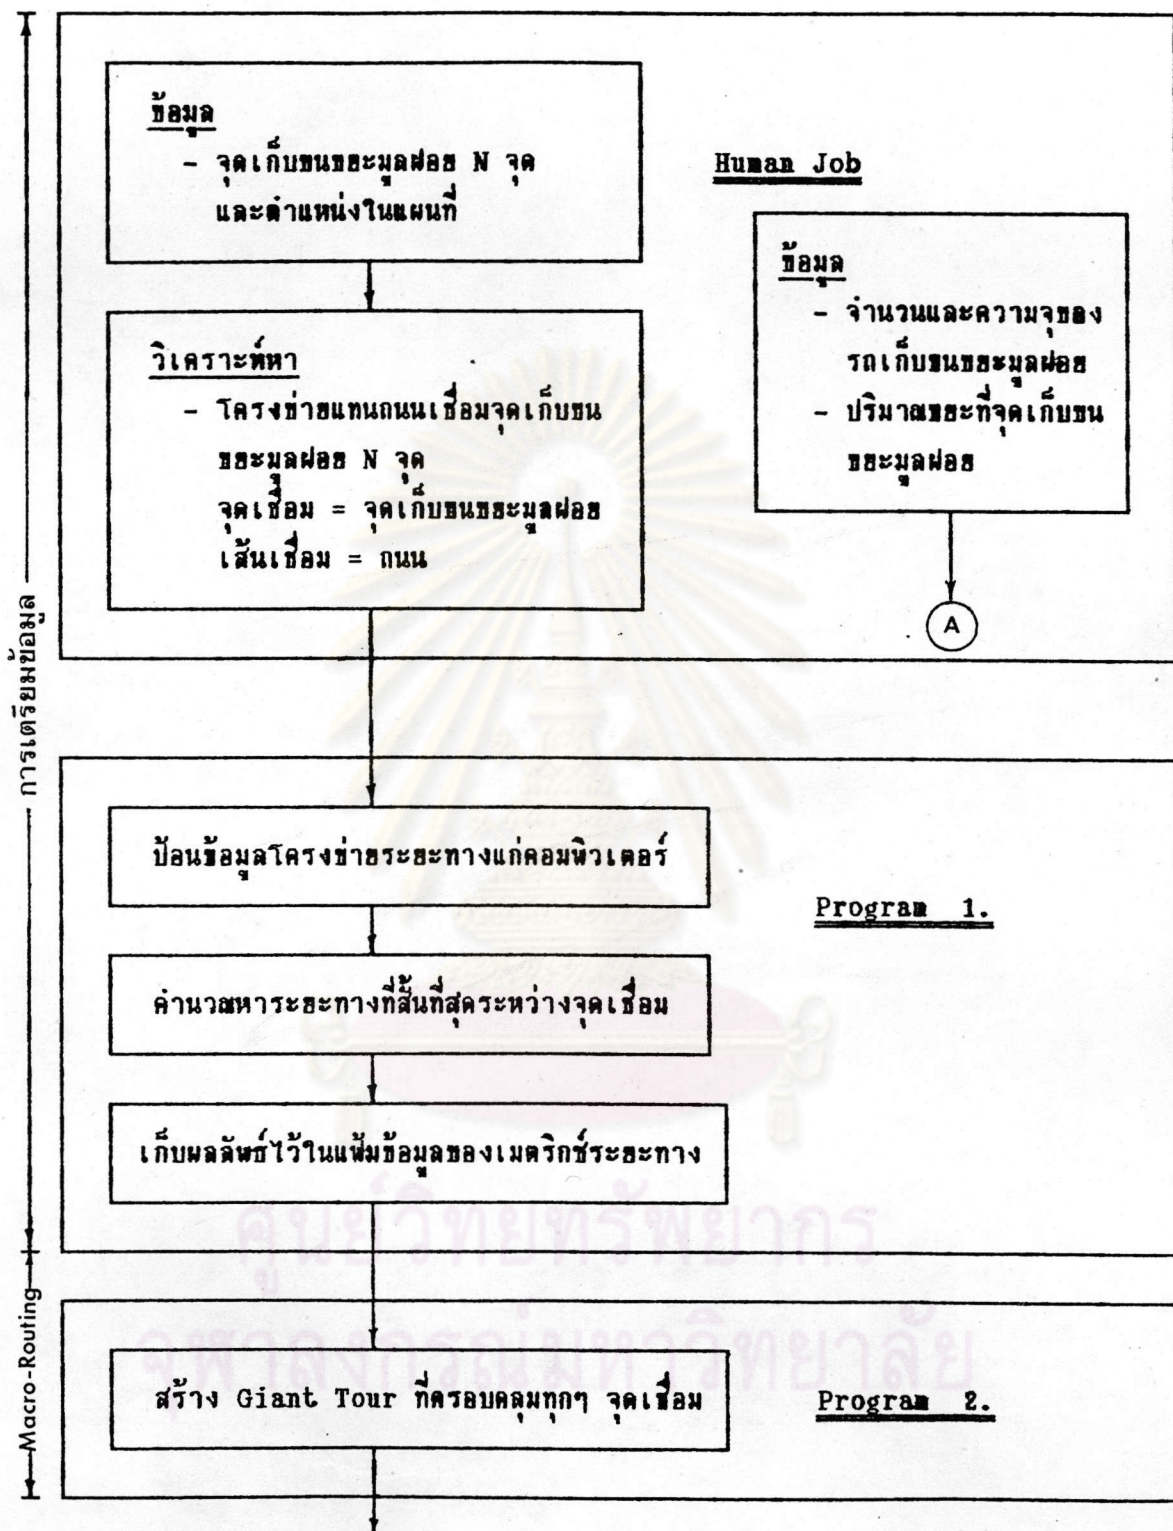 ข้อมูล
- จุดเก็บขนขยะมูลฝอย N จุด
และตำแหน่งในแผนที่
Human Job
ข้อมูล
- จำนวนและความจุของ
รถเก็บขนขยะมูลฝอย
- ปริมาณขยะที่จุดเก็บขน
ขยะมูลฝอย
A
วิเคราะห์หา
- โครงข่ายแทนถนนเชื่อมจุดเก็บขน
ขยะมูลฝอย N จุด
จุดเชื่อม = จุดเก็บขนขยะมูลฝอย
เส้นเชื่อม = ถนน
การเตรียมข้อมูล
ป้อนข้อมูลโครงข่ายระยะทางแก่คอมพิวเตอร์
Program 1.
คำนวณหาระยะทางที่สั้นที่สุดระหว่างจุดเชื่อม
เก็บผลลัพธ์ไว้ในแฟ้มข้อมูลของเมตริกซ์ระยะทาง
ศูนย์วิทยทรัพยากร
จุฬาลงกรณ์มหาวิทยาลัย
Macro-Routing
สร้าง Giant Tour ที่ครอบคลุมทุกๆ จุดเชื่อม
Program 2.